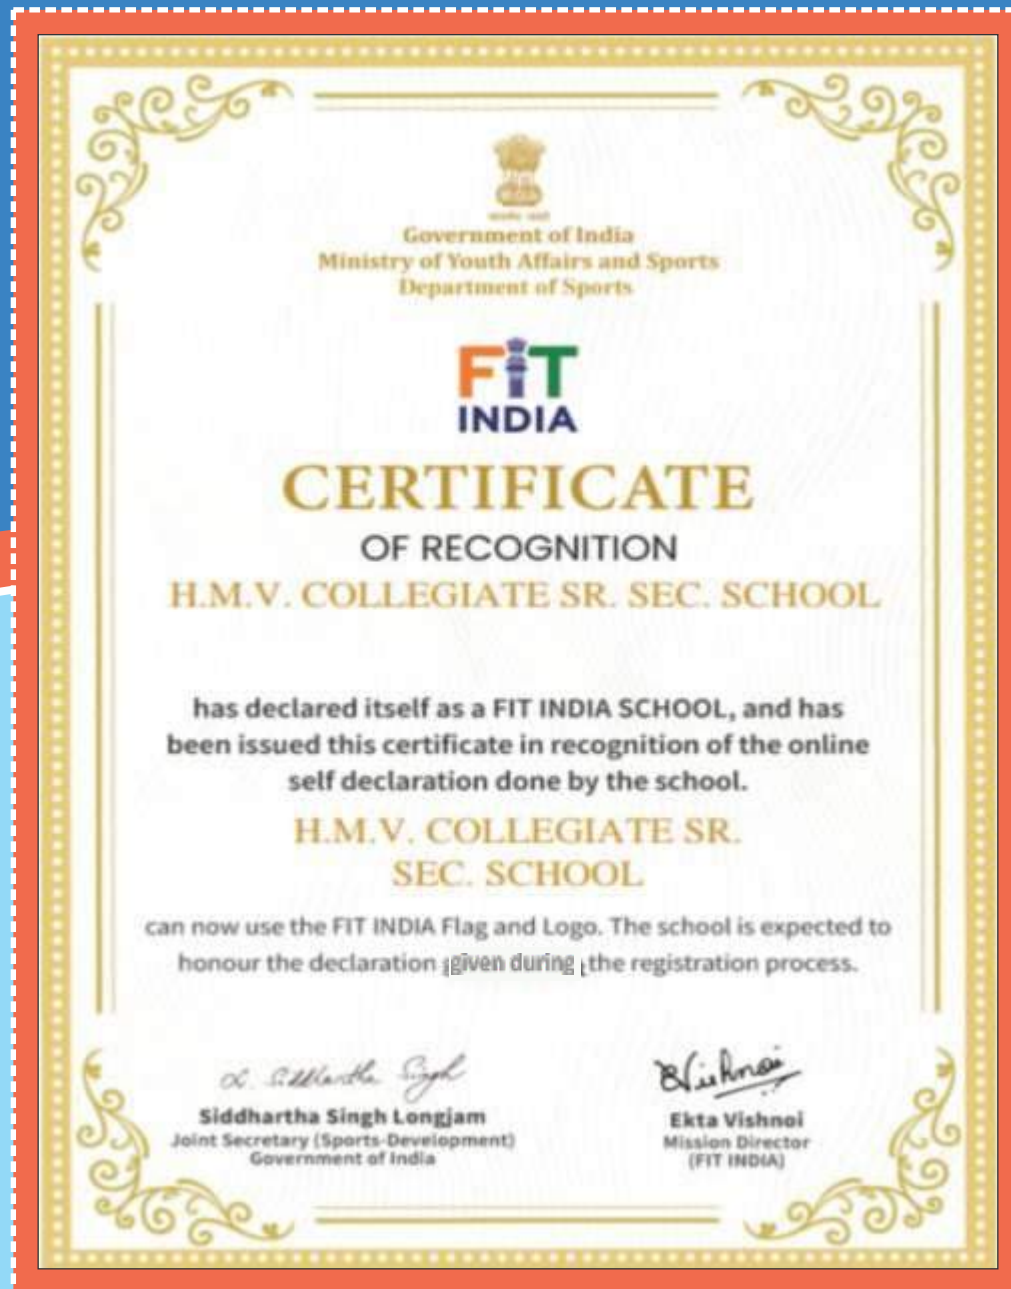 Government of India
Ministry of Youth Affairs and Sports
Department of Sports
FIT
INDIA
CERTIFICATE
OF RECOGNITION
H.M.V. COLLEGIATE SR. SEC. SCHOOL
has declared itself as a FIT INDIA SCHOOL, and has
been issued this certificate in recognition of the online
self declaration done by the school.
H.M.V. COLLEGIATE SR.
SEC. SCHOOL
can now use the FIT INDIA Flag and Logo. The school is expected to
honour the declaration given during the registration process.
Siddhartha Singh Longjam
Joint Secretary (Sports-Development)
Government of India
Ekta Vishnoi
Mission Director
(FIT INDIA)